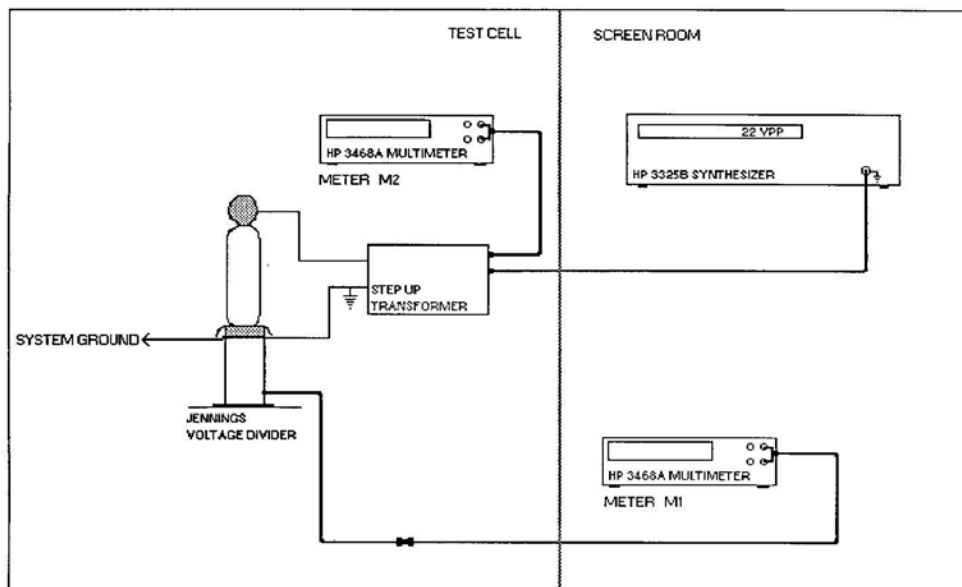 TEST CELL
SCREEN ROOM
22 VPP
HP 3468A MULTIMETER
HP 3325B SYNTHESIZER
METER M2
STEP UP
TRANSFORMER
SYSTEM GROUND
JENNINGS
VOLTAGE DIVIDER
HP 3468A MULTIMETER
METER M1